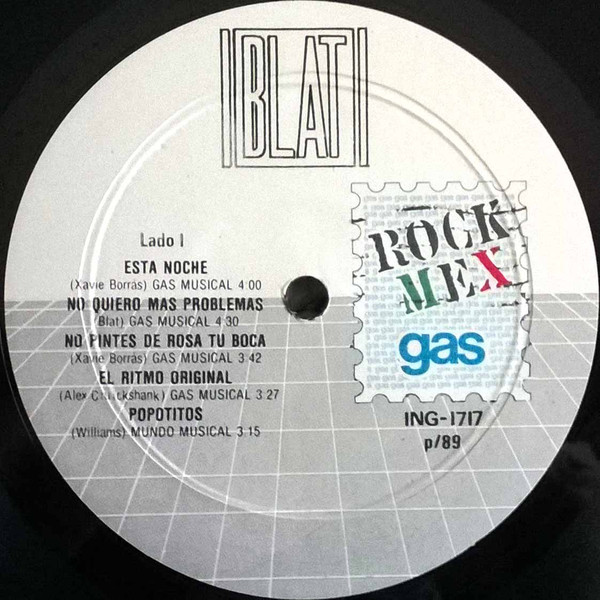 BLAT
Lado I
ESTA NOCHE
(Xavie Borrás) GAS MUSICAL 4:00
NO QUIERO MAS PROBLEMAS
(Blat) GAS MUSICAL 4:30
NO PINTES DE ROSA TU BOCA
(Xavie Borrás) GAS MUSICAL 3:42
EL RITMO ORIGINAL
(Alex GAS MUSICAL 3:27
POPOTITOS
(Williams) MUNDO MUSICAL 3:15
ROCK
MEX
gas
ING-1717
p/89